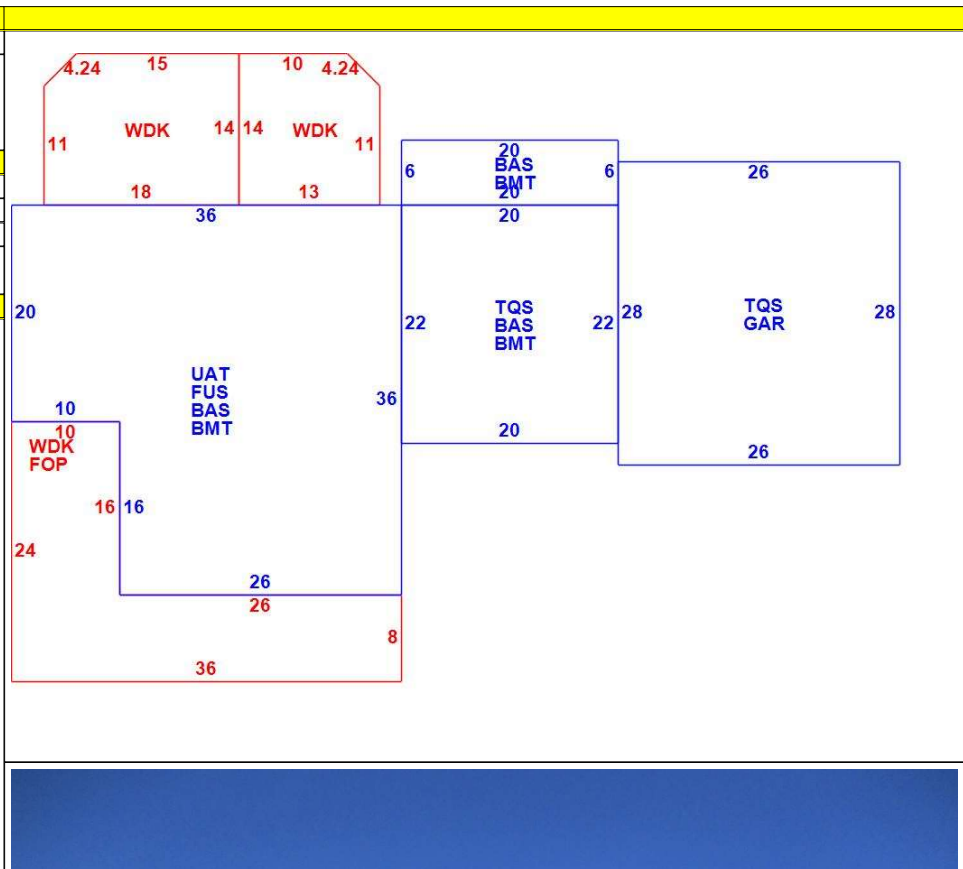 4.24 15 10 4.24
WDK 14 14 WDK
11 11
18 13
20
BAS
BMT
20
6 6
26
36
20
20
22
TQS
BAS
BMT
22
28
TQS
GAR
28
UAT
FUS
BAS
BMT
36
10
10
WDK
FOP
20
26
16 16
24
26
26
8
36